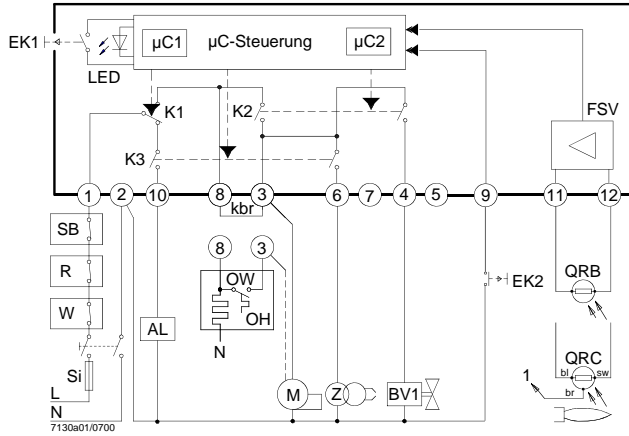 EK1
LED
µC1
µC-Steuerung
µC2
K1
K2
K3
FSV
1
2
10
8
3
6
7
4
5
9
11
12
kbr
SB
R
W
Si
L
N
AL
8
3
OW
OH
N
M
Z
BV1
EK2
QRB
QRC
bl
sw
br
1
7130a01/0700